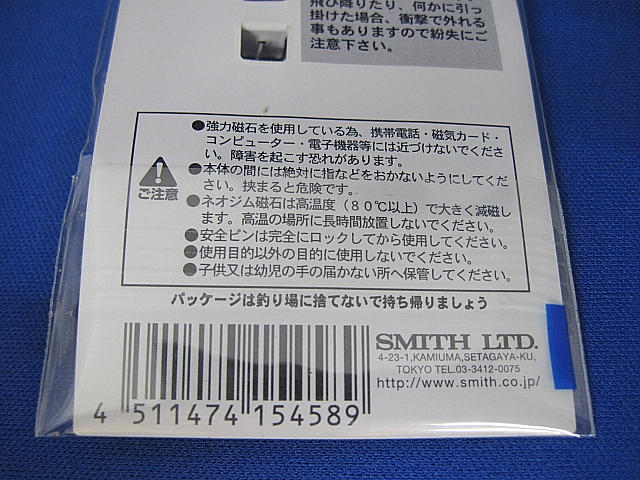 飛び降りたり、何かに引っ
掛けた場合、衝撃で外れる
事もありますので紛失にご
注意下さい。
ご注意
●強力磁石を使用している為、携帯電話・磁気カード・
コンピューター・電子機器等には近づけないでくださ
い。障害を起こす恐れがあります。
●本体の間には絶対に指などをおかないようにしてくだ
さい。挟まると危険です。
●ネオジム磁石は高温度（８０℃以上）で大きく減磁し
ます。高温の場所に長時間放置しないでください。
●安全ピンは完全にロックしてから使用してください。
●使用目的以外の目的に使用しないでください。
●子供又は幼児の手の届かない所へ保管してください。
パッケージは釣り場に捨てないで持ち帰りましょう
SMITH LTD.
4-23-1,KAMIUMA,SETAGAYA-KU,
TOKYO TEL.03-3412-0075
http://www.smith.co.jp/
4 511474 154589